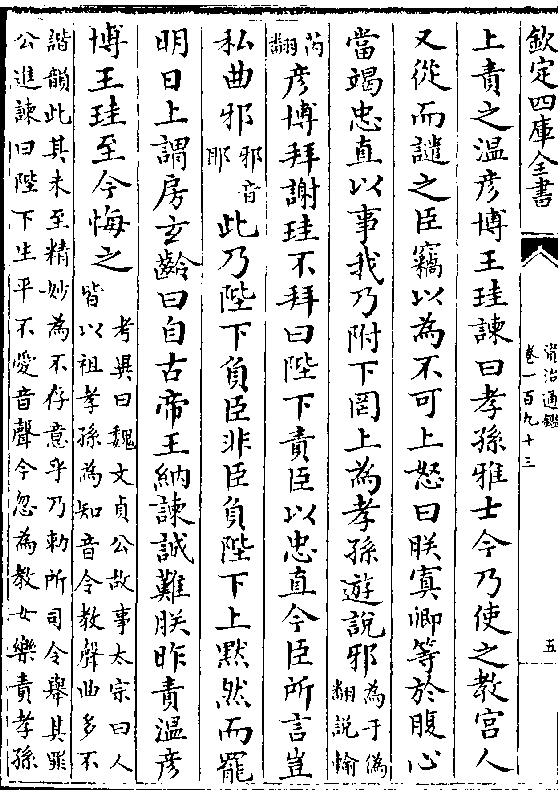 欽定四庫全書
資治通鑑
卷一百九十三
五
上責之溫彥博王珪諫曰孝孫雅士今乃使之教宮人
又從而譴之臣竊以為不可上怒曰朕寘卿等於腹心
當竭忠直以事我乃附下罔上為孝孫遊說邪
為于偽
翻說輸
芮
翻
彥博拜謝珪不拜曰陛下責臣以忠直今臣所言豈
私曲邪
邪音
耶
此乃陛下負臣非臣負陛下上默然而罷
明日上謂房玄齡曰自古帝王納諫誠難朕昨責溫彥
博王珪至今悔之
考異曰魏文貞公故事太宗曰人
皆以祖孝孫為知音令教聲曲多不
諧韻此其未至精妙為不存意乎乃勅所司令舉其罪
公進諫曰陛下生平不愛音聲今忽為教女樂責孝孫